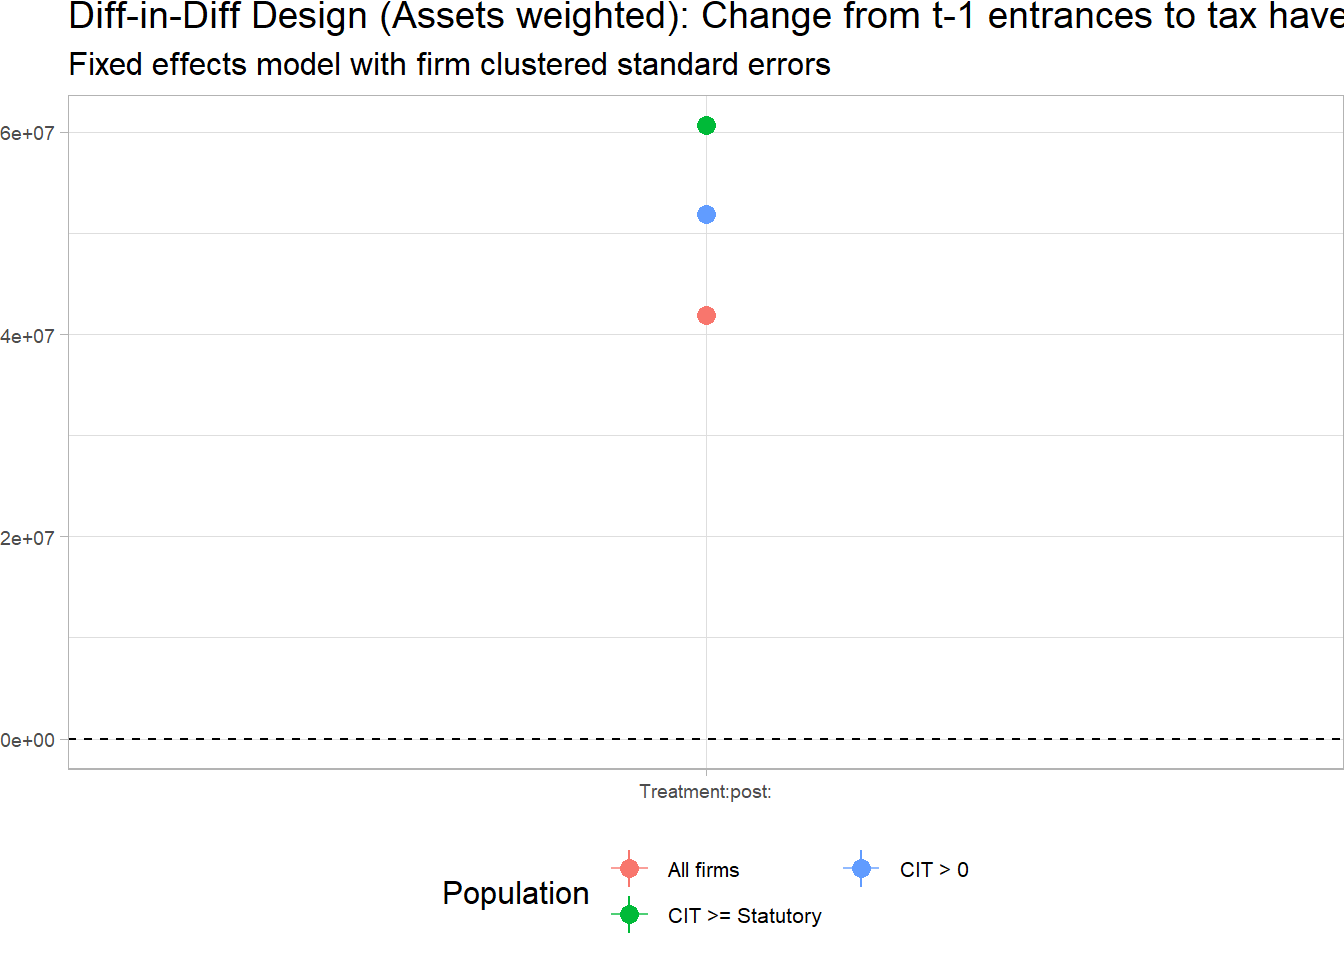 Diff-in-Diff Design (Assets weighted): Change from t-1 entrances to tax have
Fixed effects model with firm clustered standard errors
6e+07
4e+07
2e+07
0e+00
Treatment:post:
Population
All firms
CIT > 0
CIT >= Statutory